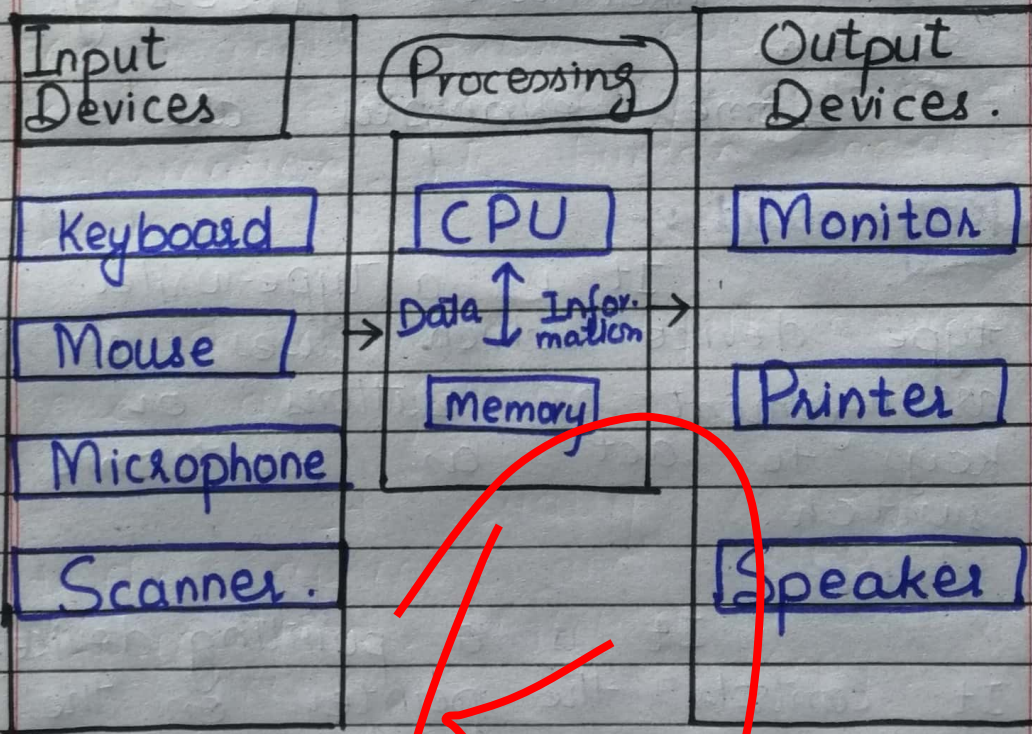 Input
Devices
Keyboard
Mouse
Microphone
Scanner.
Processing
CPU
Data
Infor-
mation
Memory
Output
Devices.
Monitor
Printer
Speaker